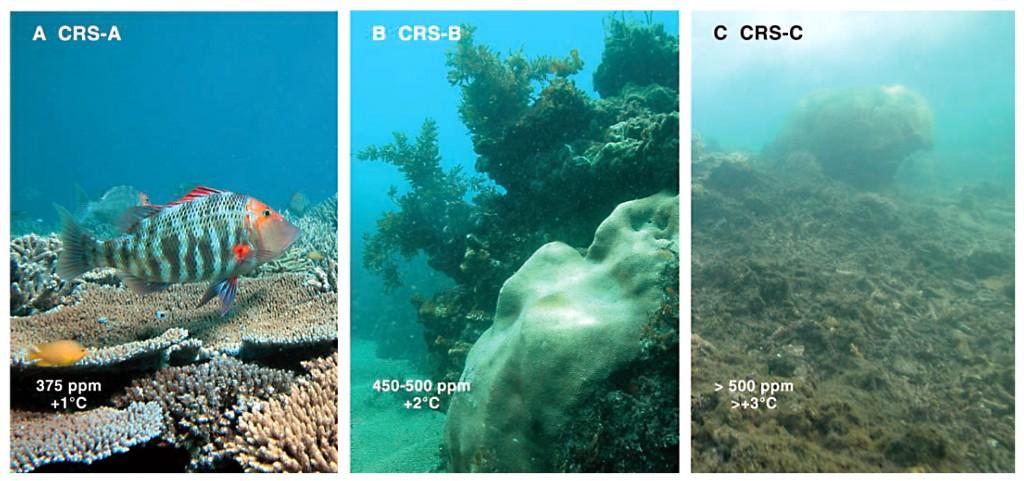 A CRS-A
B CRS-B
C CRS-C
375 ppm
+1°C
450-500 ppm
+2°C
> 500 ppm
>+3°C